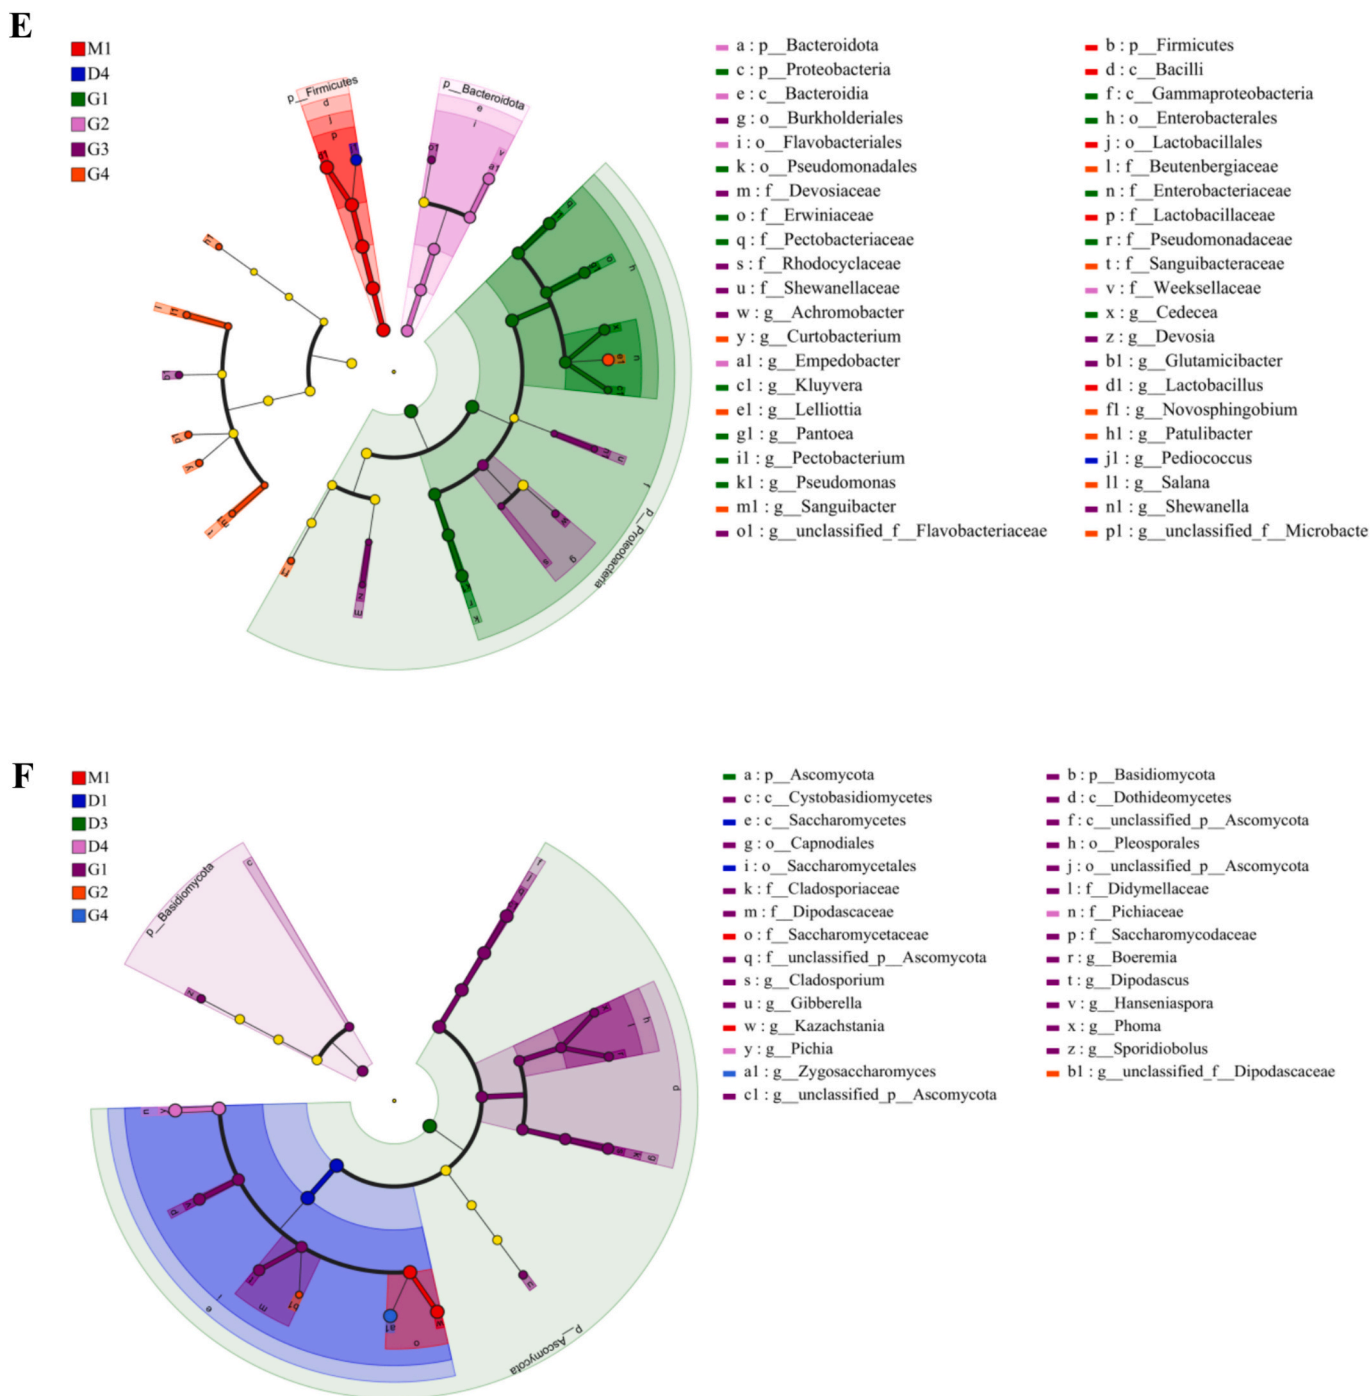 E
M1
D4
G1
G2
G3
G4
p__Firmicutes
d
j
p
p__Bacteroidota
e
i
v
a1
o1
h
n
e1
f
p__Proteobacteria
g
a : p__Bacteroidota
b : p__Firmicutes
c : p__Proteobacteria
d : c__Bacilli
e : c__Bacteroidia
f : c__Gammaproteobacteria
g : o__Burkholderiales
h : o__Enterobacterales
i : o__Flavobacteriales
j : o__Lactobacillales
k : o__Pseudomonadales
l : f__Beutenbergiaceae
m : f__Devosiaceae
n : f__Enterobacteriaceae
o : f__Erwiniaceae
p : f__Lactobacillaceae
q : f__Pectobacteriaceae
r : f__Pseudomonadaceae
s : f__Rhodocyclaceae
t : f__Sanguibacteraceae
u : f__Shewanellaceae
v : f__Weeksellaceae
w : g__Achromobacter
x : g__Cedecea
y : g__Curtobacterium
z : g__Devosia
a1 : g__Empedobacter
b1 : g__Glutamicibacter
c1 : g__Kluyvera
d1 : g__Lactobacillus
e1 : g__Lelliottia
f1 : g__Novosphingobium
g1 : g__Pantoea
h1 : g__Patulibacter
i1 : g__Pectobacterium
j1 : g__Pediococcus
k1 : g__Pseudomonas
l1 : g__Salana
m1 : g__Sanguibacter
n1 : g__Shewanella
o1 : g__unclassified_f__Flavobacteriaceae
p1 : g__unclassified_f__Microbacte
F
M1
D1
D3
D4
G1
G2
G4
p__Basidiomycota
c
z
f
h
l
d
g
k
s
n
y
p
v
m
b1
i
e
a1
o
p__Ascomycota
a : p__Ascomycota
b : p__Basidiomycota
c : c__Cystobasidiomycetes
d : c__Dothideomycetes
e : c__Saccharomycetes
f : c__unclassified_p__Ascomycota
g : o__Capnodiales
h : o__Pleosporales
i : o__Saccharomycetales
j : o__unclassified_p__Ascomycota
k : f__Cladosporiaceae
l : f__Didymellaceae
m : f__Dipodascaceae
n : f__Pichiaceae
o : f__Saccharomycetaceae
p : f__Saccharomycodaceae
q : f__unclassified_p__Ascomycota
r : g__Boeremia
s : g__Cladosporium
t : g__Dipodascus
u : g__Gibberella
v : g__Hanseniaspora
w : g__Kazachstania
x : g__Phoma
y : g__Pichia
z : g__Sporidiobolus
a1 : g__Zygosaccharomyces
b1 : g__unclassified_f__Dipodascaceae
c1 : g__unclassified_p__Ascomycota